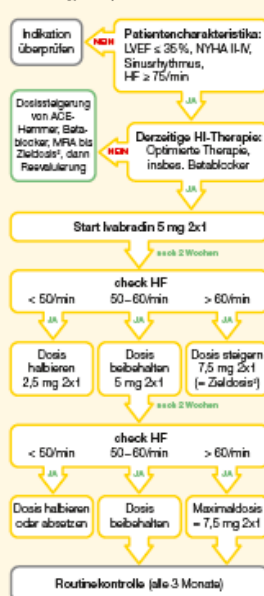 Indikation
überprüfen
NEIN
Patientencharakteristika:
LVEF ≤ 35%, NYHA II-IV,
Sinusrhythmus,
HF ≥ 75/min
JA
Dosissteigerung
von ACE-
Hemmer, Beta-
blocker, MRA bis
Zieldosis², dann
Reevaluierung
NEIN
Derzeitige HI-Therapie:
Optimierte Therapie,
insbes. Betablocker
JA
Start Ivabradin 5 mg 2x1
nach 2 Wochen
check HF
< 50/min 50–60/min > 60/min
JA JA JA
Dosis
halbieren
2,5 mg 2x1
Dosis
beibehalten
5 mg 2x1
Dosis steigern
7,5 mg 2x1
(= Zieldosis²)
nach 2 Wochen
check HF
< 50/min 50–60/min > 60/min
JA JA JA
Dosis halbieren
oder absetzen
Dosis
beibehalten
Maximaldosis
= 7,5 mg 2x1
Routinekontrolle (alle 3 Monate)